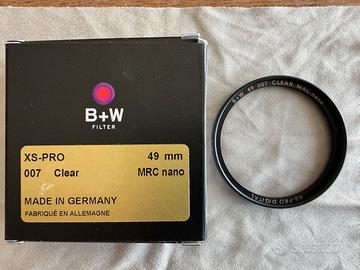 B+W
FILTER
XS-PRO 49 mm
007 Clear MRC nano
MADE IN GERMANY
FABRIQUÉ EN ALLEMAGNE
B+W 49 007 CLEAR MRC nano
XS-PRO DIGITAL